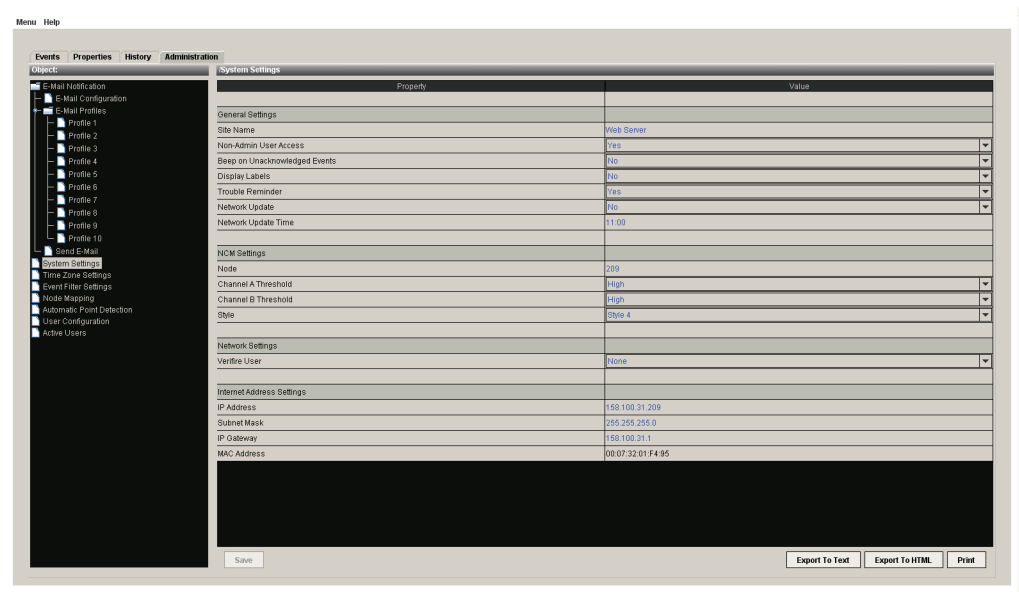 Menu Help
Events Properties History Administration
Object:
E-Mail Notification
E-Mail Configuration
E-Mail Profiles
Profile 1
Profile 2
Profile 3
Profile 4
Profile 5
Profile 6
Profile 7
Profile 8
Profile 9
Profile 10
Send E-Mail
System Settings
Time Zone Settings
Event Filter Settings
Node Mapping
Automatic Point Detection
User Configuration
Active Users
System Settings
Property Value
General Settings
Site Name Web Server
Non-Admin User Access Yes
Beep on Unacknowledged Events No
Display Labels No
Trouble Reminder Yes
Network Update No
Network Update Time 11:00
NCM Settings
Node 209
Channel A Threshold High
Channel B Threshold High
Style Style 4
Network Settings
Verifire User None
Internet Address Settings
IP Address 158.100.31.209
Subnet Mask 255.255.255.0
IP Gateway 158.100.31.1
MAC Address 00:07:32:01:F4:95
Save Export To Text Export To HTML Print